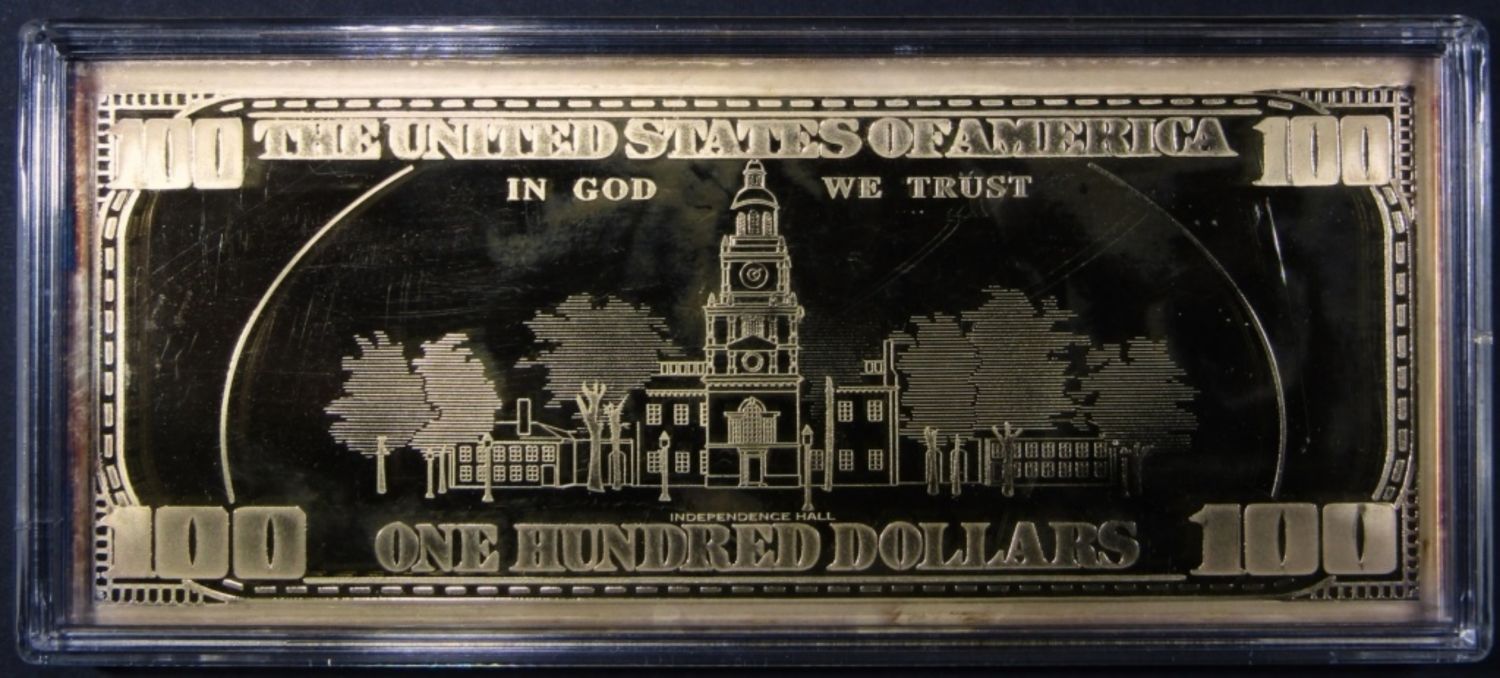 100 THE UNITED STATES OF AMERICA 100
IN GOD WE TRUST
INDEPENDENCE HALL
100 ONE HUNDRED DOLLARS 100